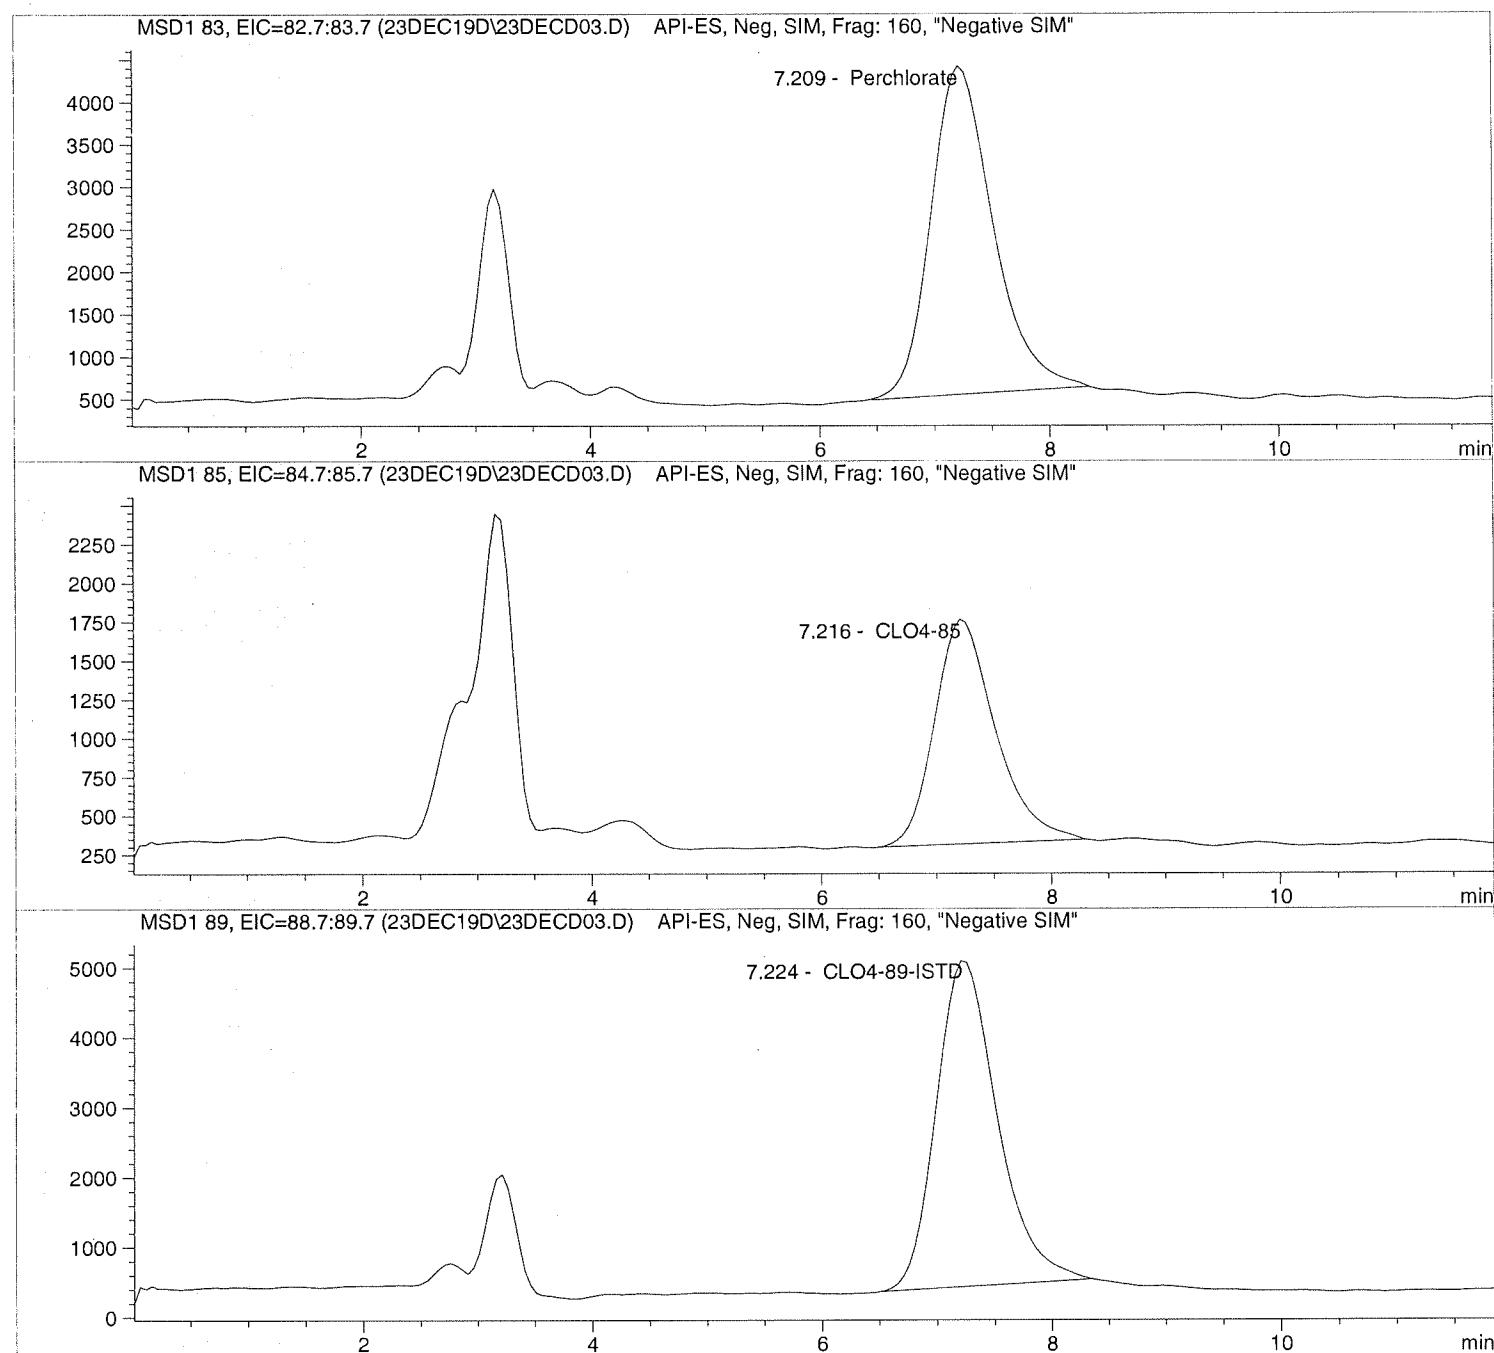 MSD1 83, EIC=82.7:83.7 (23DEC19D\23DECD03.D) API-ES, Neg, SIM, Frag: 160, "Negative SIM"
7.209 - Perchlorate
4000
3500
3000
2500
2000
1500
1000
500
2 4 6 8 10 min
MSD1 85, EIC=84.7:85.7 (23DEC19D\23DECD03.D) API-ES, Neg, SIM, Frag: 160, "Negative SIM"
2250
2000
1750
7.216 - CLO4-85
1500
1250
1000
750
500
250
2 4 6 8 10 min
MSD1 89, EIC=88.7:89.7 (23DEC19D\23DECD03.D) API-ES, Neg, SIM, Frag: 160, "Negative SIM"
5000
7.224 - CLO4-89-ISTD
4000
3000
2000
1000
0
2 4 6 8 10 min